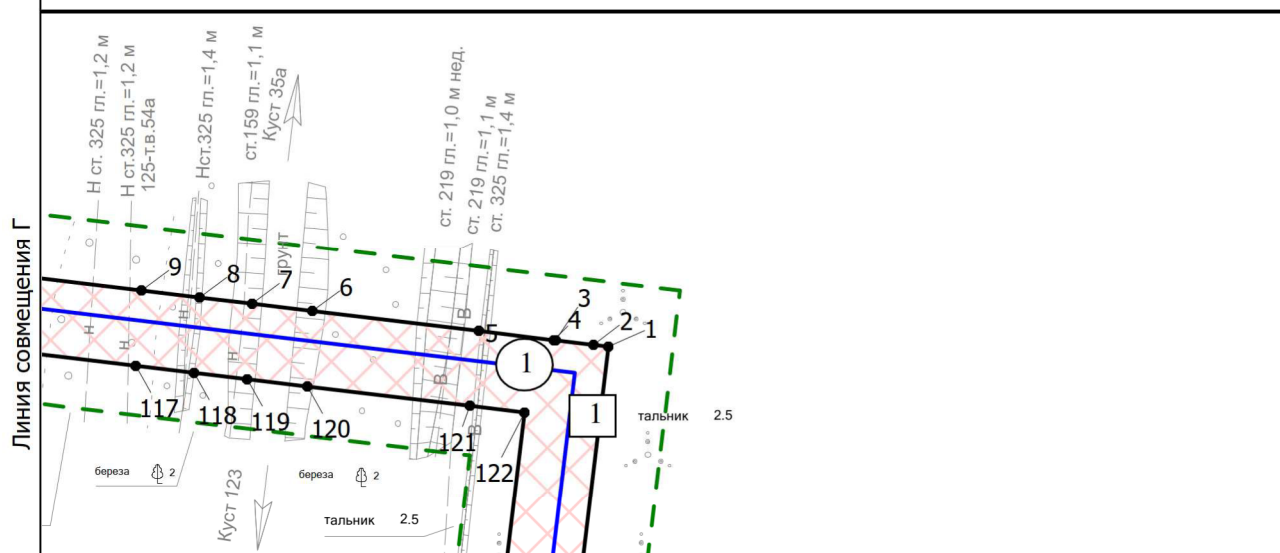 Линия совмещения Г
Н ст. 325 гл.=1,2 м
Н ст.325 гл.=1,2 м
125-т.в.54а
Нст.325 гл.=1,4 м
ст.159 гл.=1,1 м
Куст 35а
ст. 219 гл.=1,0 м нед.
ст. 219 гл.=1,1 м
ст. 325 гл.=1,4 м
грунт
9
8
7
6
5
4
3
2
1
н
н
н
н
В
В
В
1
1
117
118
119
120
121
122
тальник 2.5
береза 2
береза 2
тальник 2.5
Куст 123